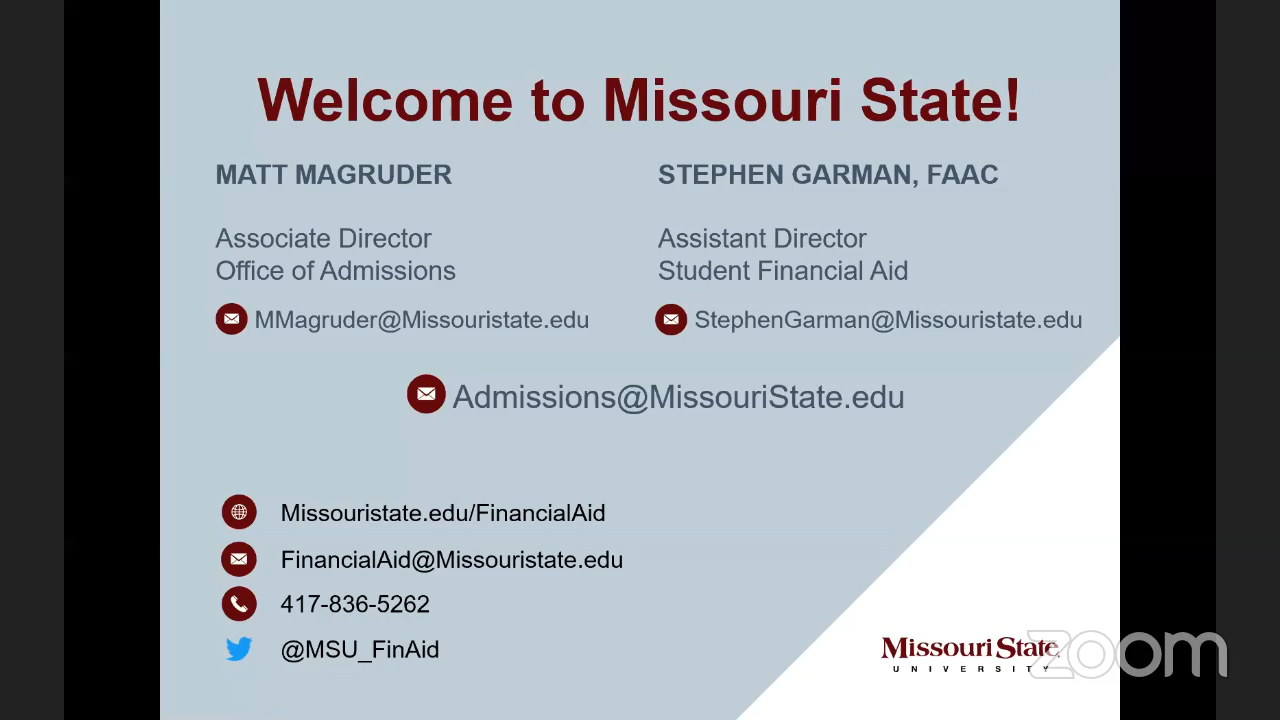 Welcome to Missouri State!
MATT MAGRUDER
Associate Director
Office of Admissions
MMagruder@Missouristate.edu
STEPHEN GARMAN, FAAC
Assistant Director
Student Financial Aid
StephenGarman@Missouristate.edu
Admissions@MissouriState.edu
Missouristate.edu/FinancialAid
FinancialAid@Missouristate.edu
417-836-5262
@MSU_FinAid
Missouri State
UNIVERSITY
zoom